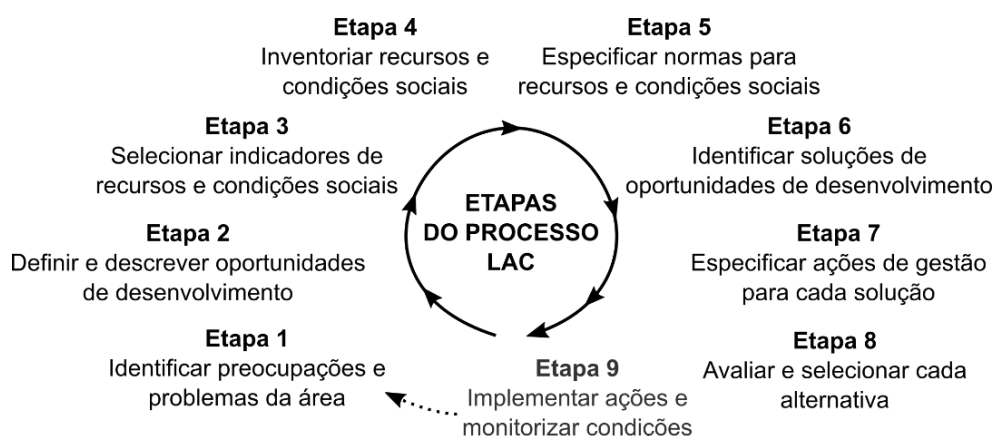 Etapa 4
Inventoriar recursos e
condições sociais
Etapa 5
Especificar normas para
recursos e condições sociais
Etapa 3
Selecionar indicadores de
recursos e condições sociais
Etapa 6
Identificar soluções de
oportunidades de desenvolvimento
ETAPAS
DO PROCESSO
LAC
Etapa 2
Definir e descrever oportunidades
de desenvolvimento
Etapa 7
Especificar ações de gestão
para cada solução
Etapa 1
Identificar preocupações e
problemas da área
Etapa 9
Implementar ações e
monitorizar condicões
Etapa 8
Avaliar e selecionar cada
alternativa